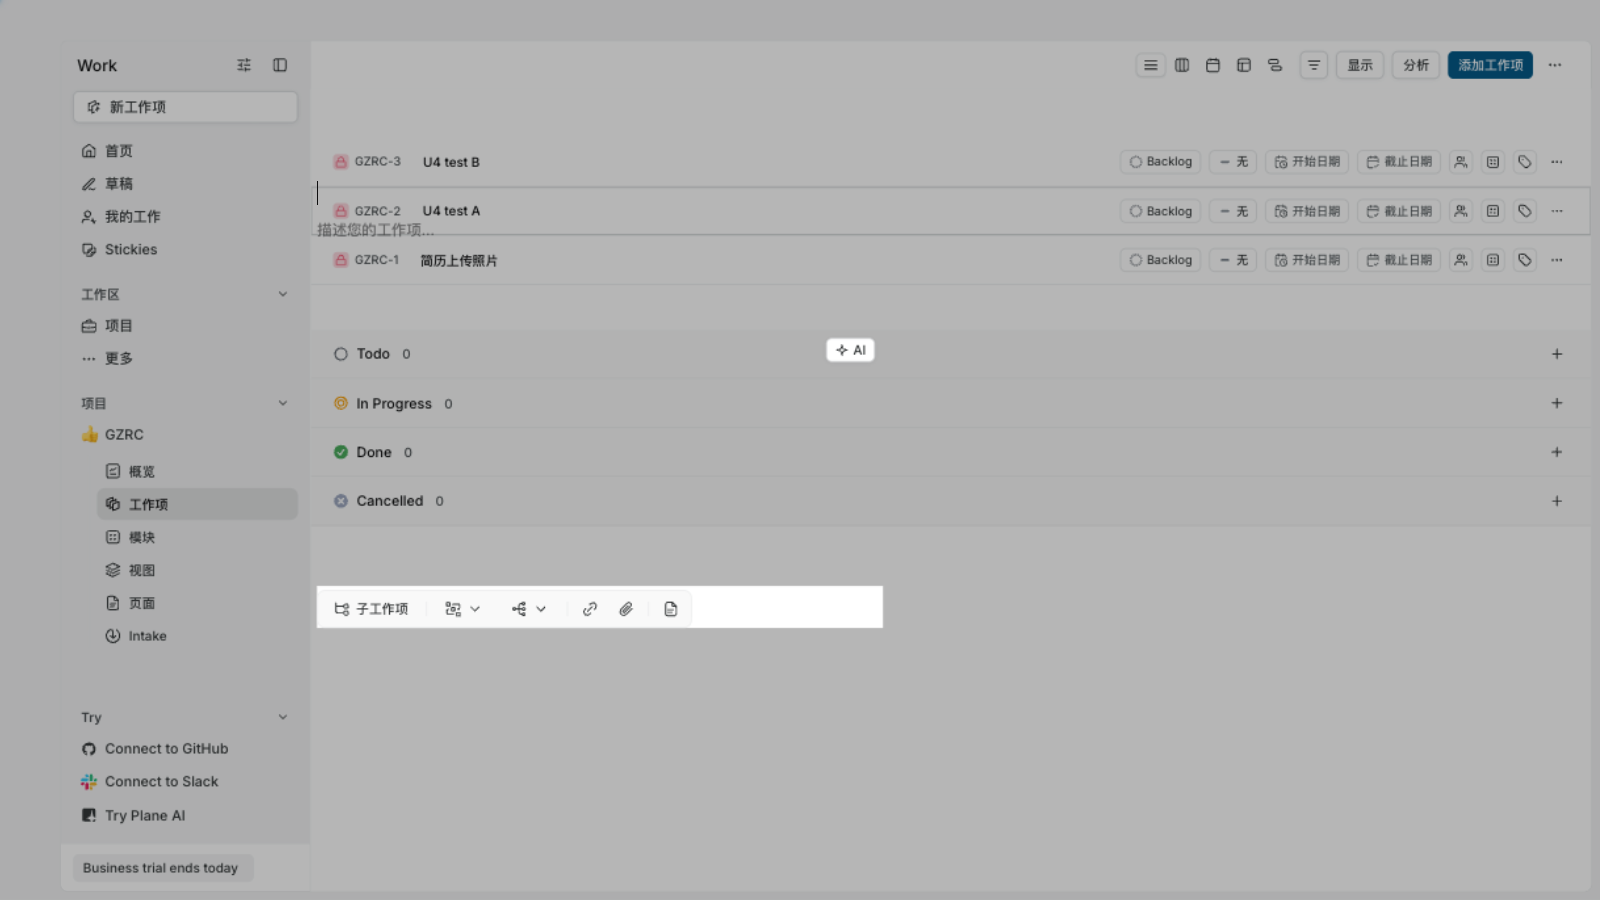 Work
新工作项
首页
草稿
我的工作
Stickies
工作区
项目
更多
项目
GZRC
概览
工作项
模块
视图
页面
Intake
Try
Connect to GitHub
Connect to Slack
Try Plane AI
Business trial ends today
显示 分析 添加工作项
GZRC-3 U4 test B Backlog 无 开始日期 截止日期
GZRC-2 U4 test A Backlog 无 开始日期 截止日期
描述您的工作项...
GZRC-1 简历上传照片 Backlog 无 开始日期 截止日期
AI
Todo 0
In Progress 0
Done 0
Cancelled 0
子工作项